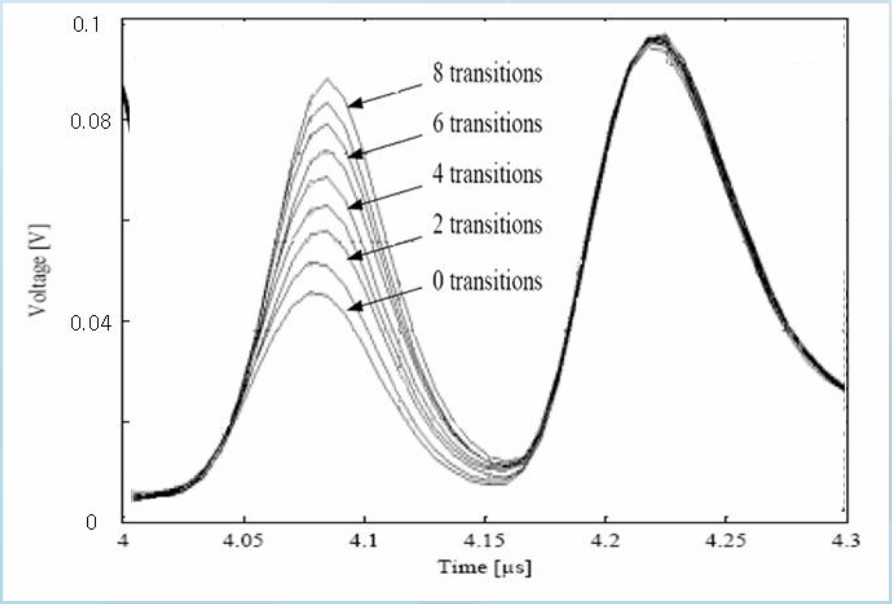 0.1
8 transitions
0.08
6 transitions
4 transitions
2 transitions
Voltage [V]
0 transitions
0.04
0
4
4.05
4.1
4.15
4.2
4.25
4.3
Time [μs]